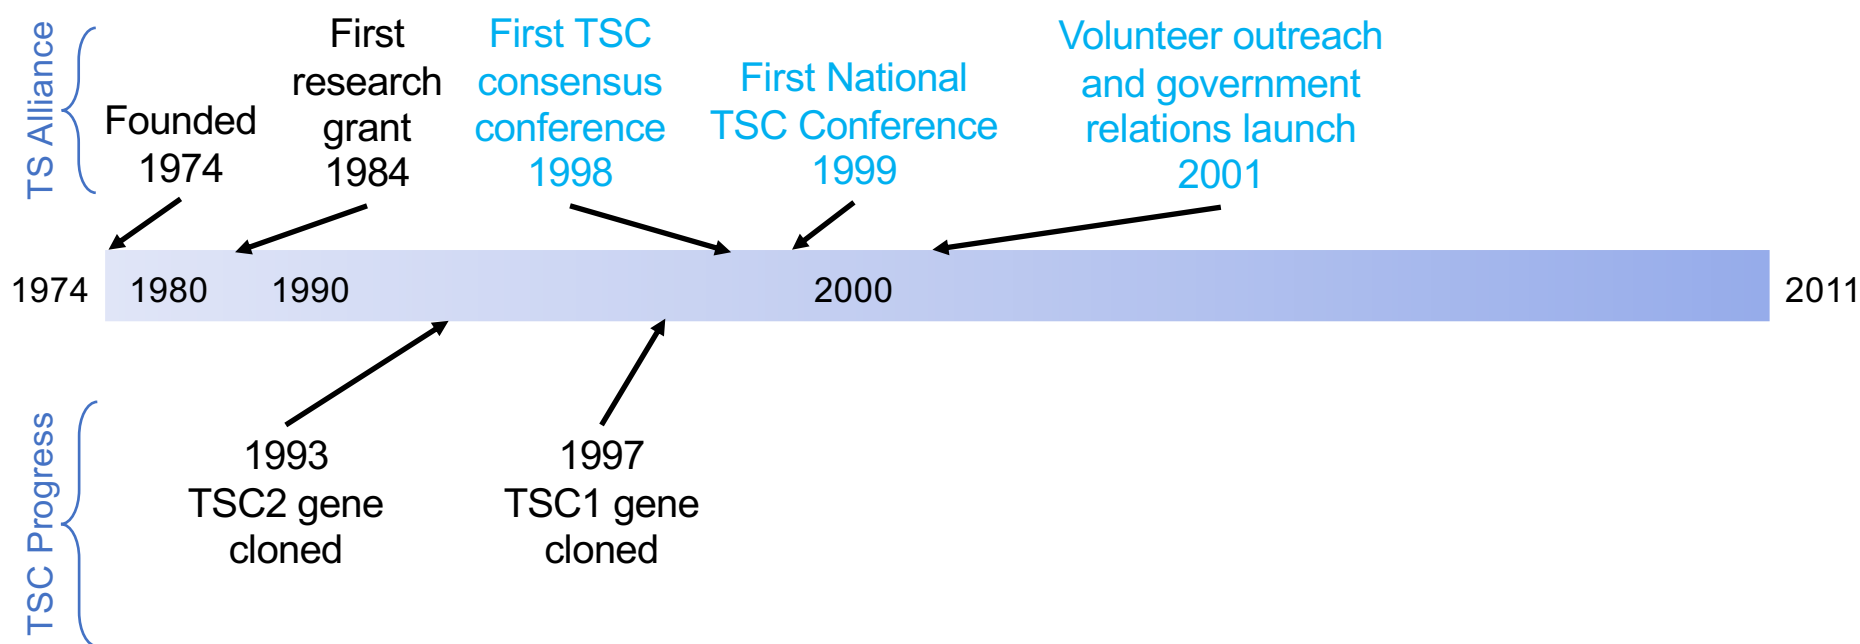 TS Alliance
Founded
1974
First
research
grant
1984
First TSC
consensus
conference
1998
First National
TSC Conference
1999
Volunteer outreach
and government
relations launch
2001
1974
1980
1990
2000
2011
TSC Progress
1993
TSC2 gene
cloned
1997
TSC1 gene
cloned